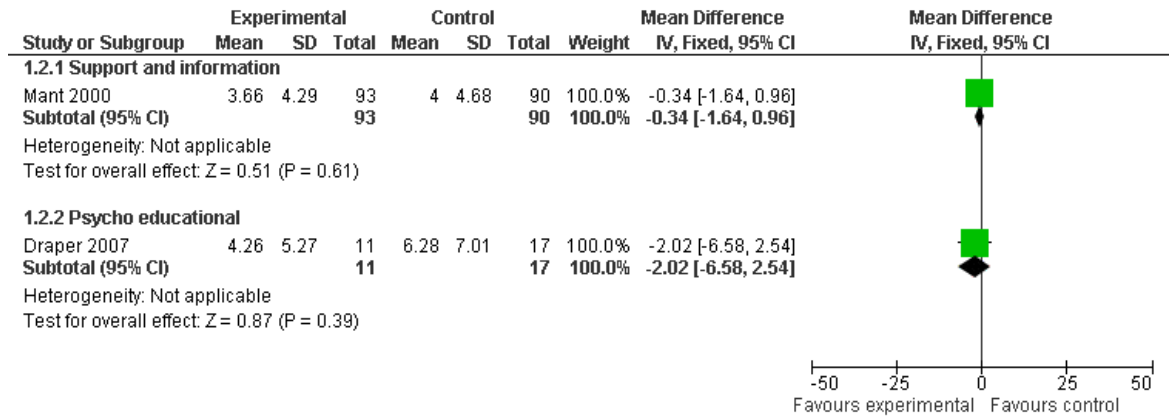 Experimental Control Mean Difference Mean Difference
Study or Subgroup Mean SD Total Mean SD Total Weight IV, Fixed, 95% CI IV, Fixed, 95% CI
1.2.1 Support and information
Mant 2000 3.66 4.29 93 4 4.68 90 100.0% -0.34 [-1.64, 0.96]
Subtotal (95% CI) 93 90 100.0% -0.34 [-1.64, 0.96]
Heterogeneity: Not applicable
Test for overall effect: Z = 0.51 (P = 0.61)
1.2.2 Psycho educational
Draper 2007 4.26 5.27 11 6.28 7.01 17 100.0% -2.02 [-6.58, 2.54]
Subtotal (95% CI) 11 17 100.0% -2.02 [-6.58, 2.54]
Heterogeneity: Not applicable
Test for overall effect: Z = 0.87 (P = 0.39)
-50 -25 0 25 50
Favours experimental Favours control